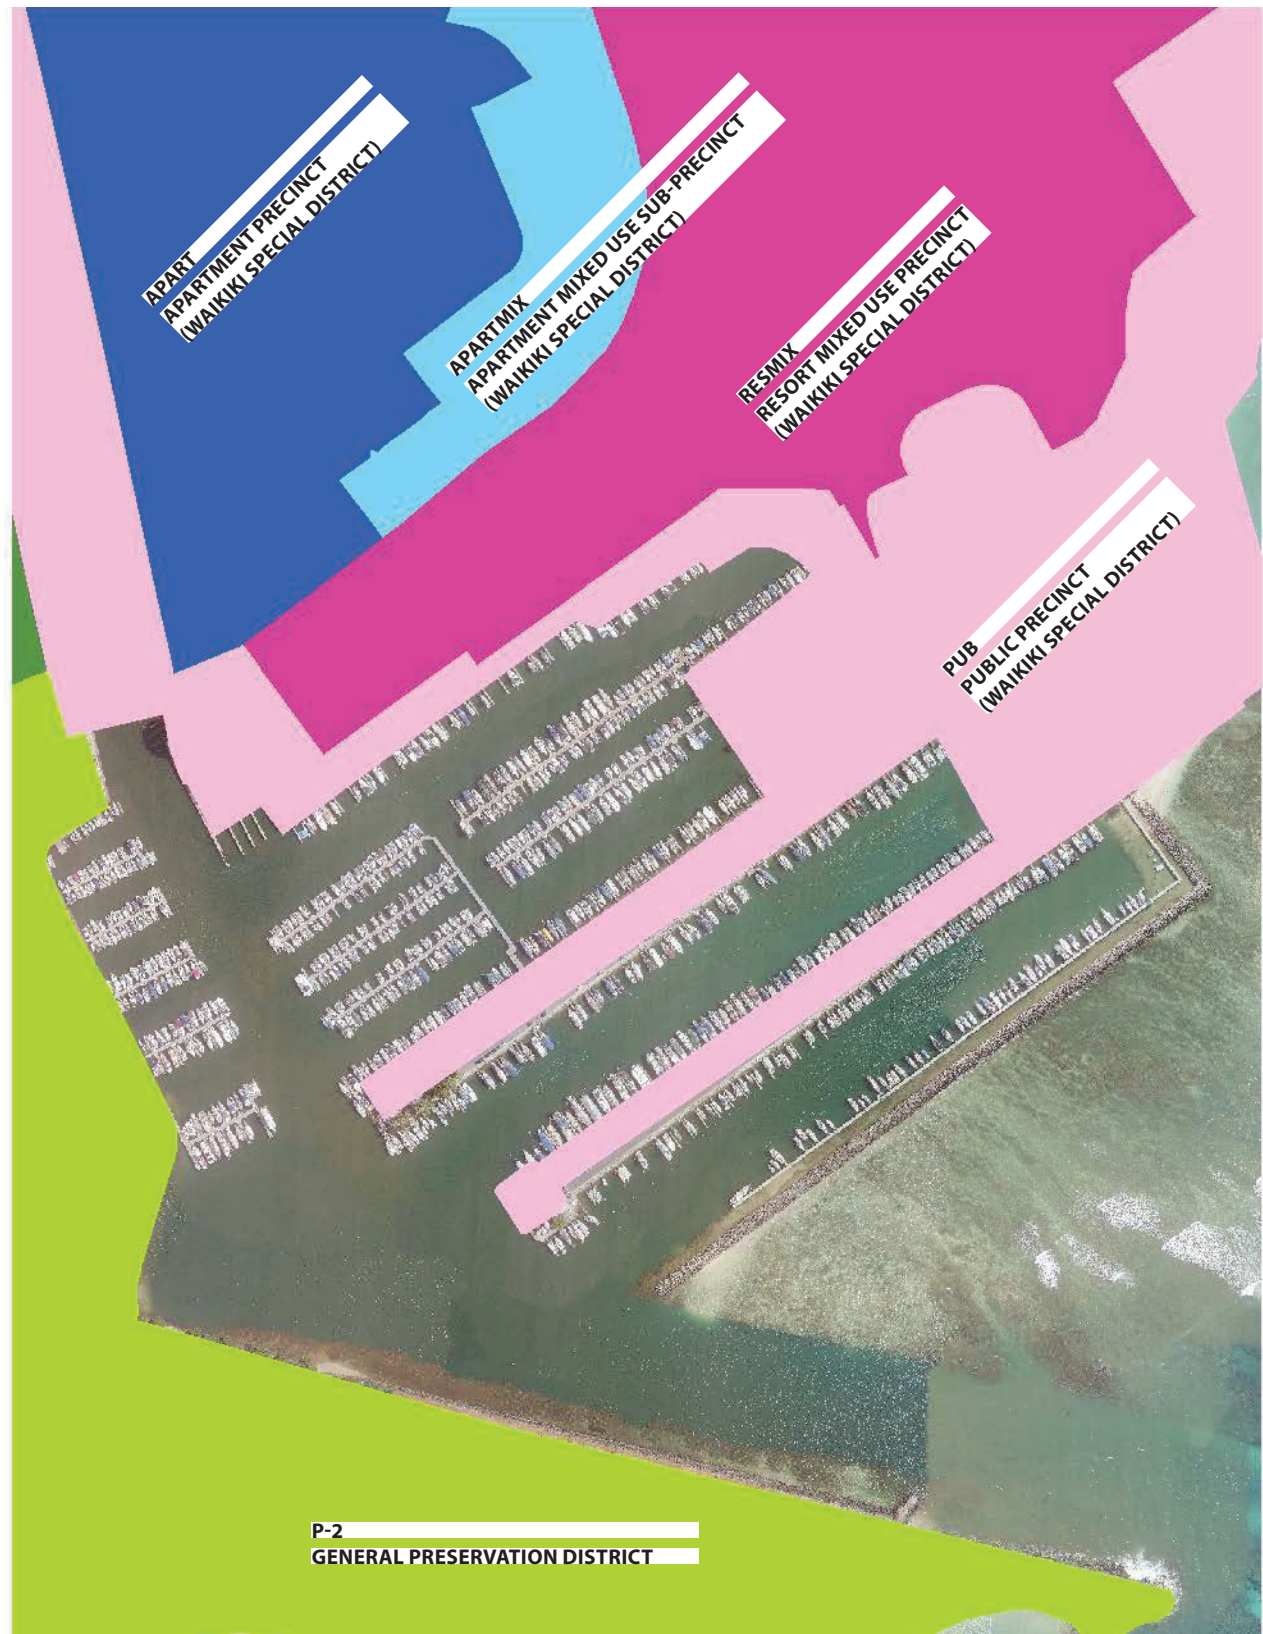 APART
APARTMENT PRECINCT
(WAIKIKI SPECIAL DISTRICT)
APARTMIX
APARTMENT MIXED USE SUB-PRECINCT
(WAIKIKI SPECIAL DISTRICT)
RESMIX
RESORT MIXED USE PRECINCT
(WAIKIKI SPECIAL DISTRICT)
PUB
PUBLIC PRECINCT
(WAIKIKI SPECIAL DISTRICT)
P-2
GENERAL PRESERVATION DISTRICT